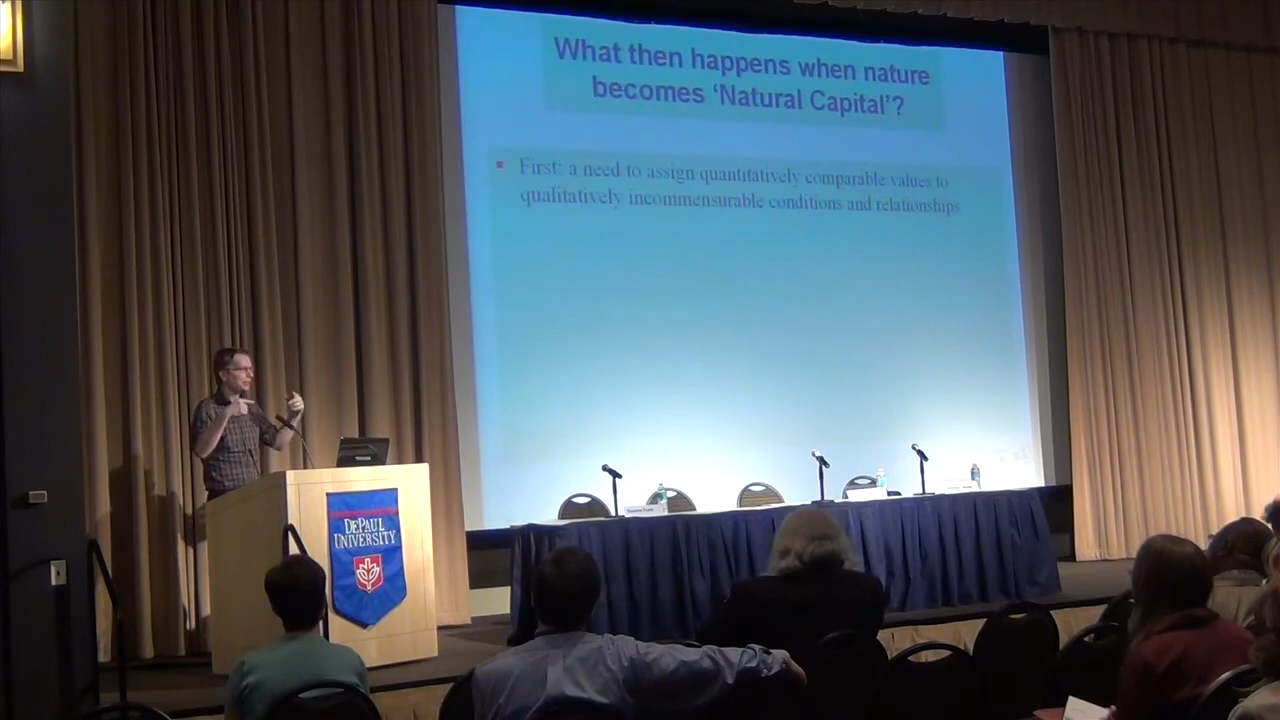 What then happens when nature
becomes ‘Natural Capital’?
First: a need to assign quantitatively comparable values to
qualitatively incommensurable conditions and relationships
DEPAUL
UNIVERSITY